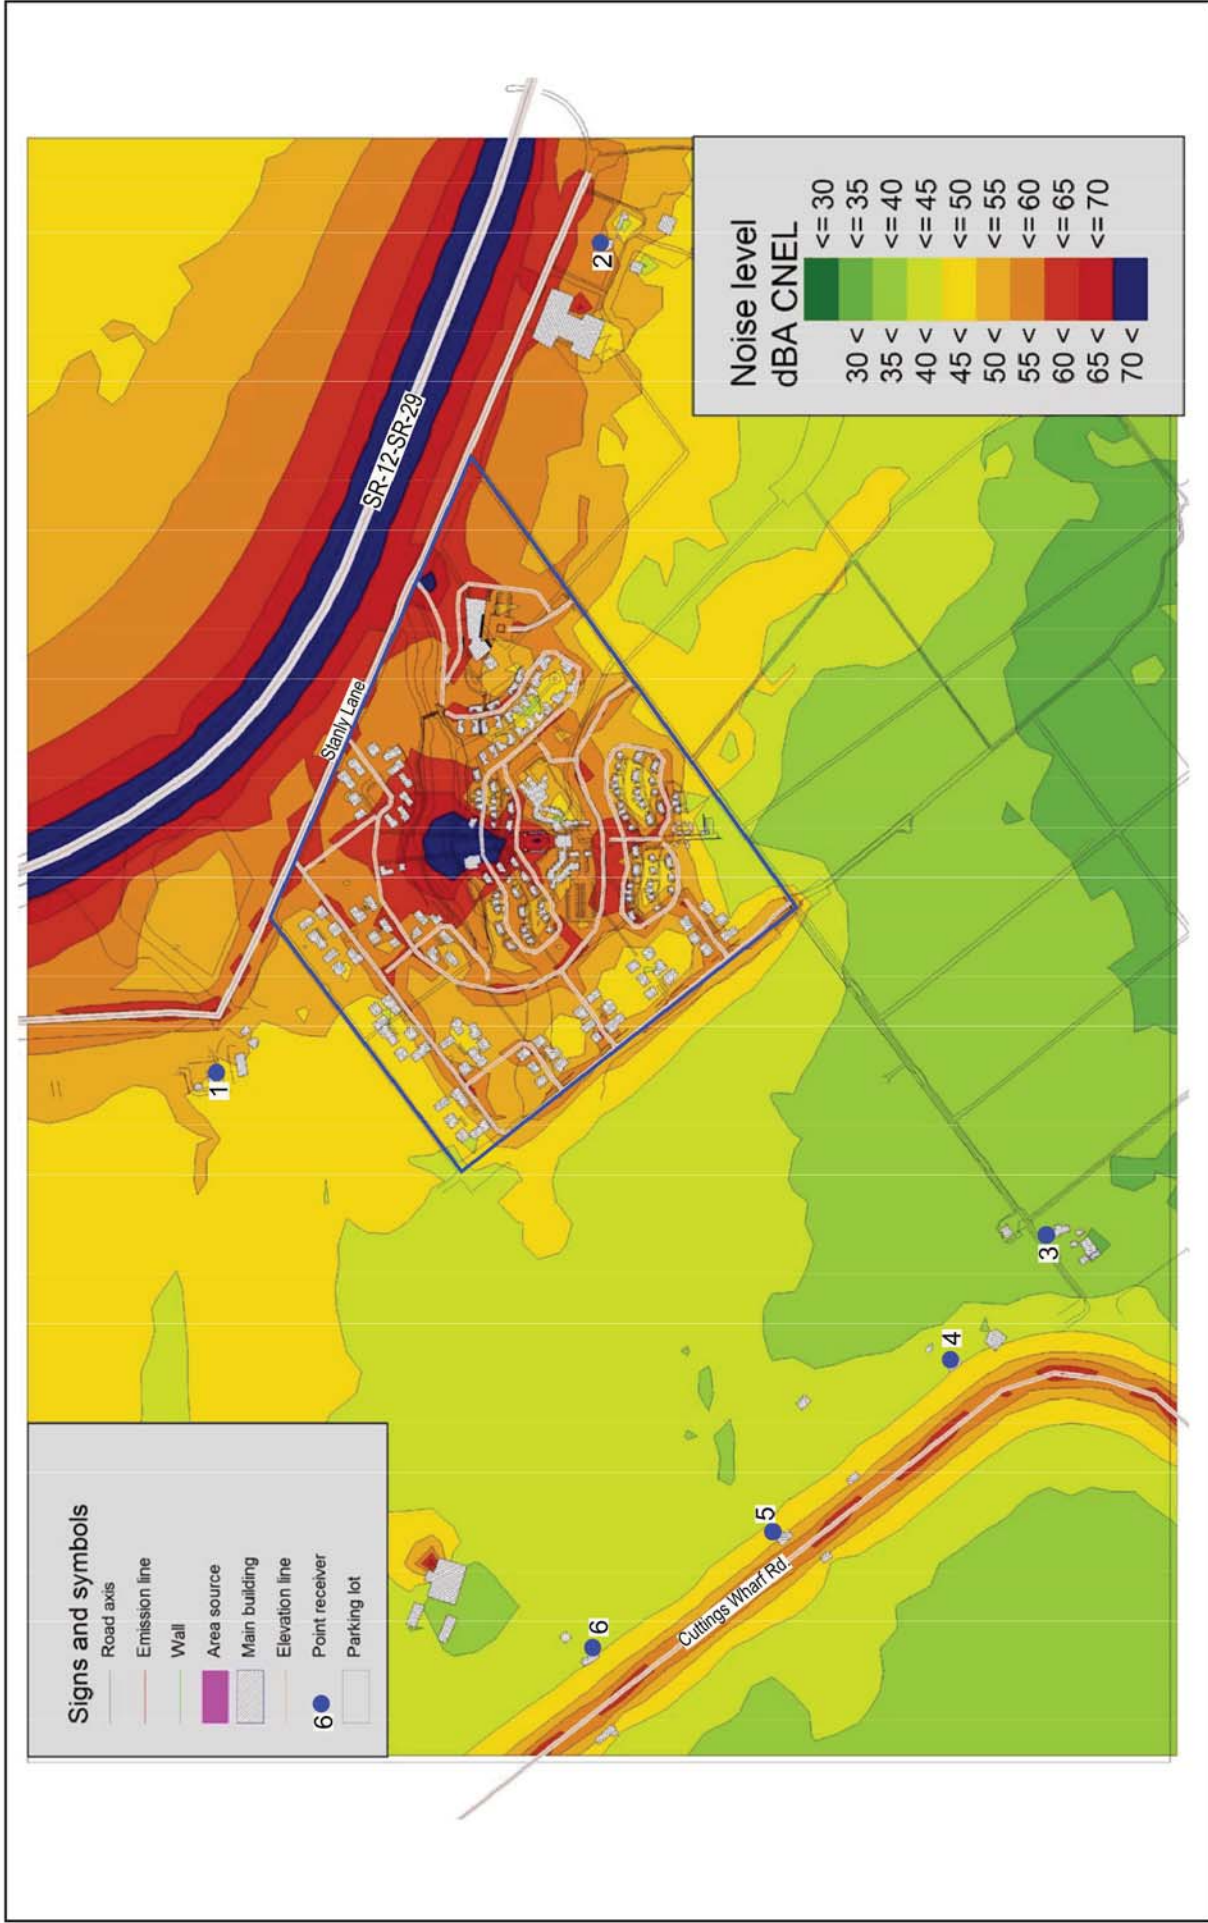 Signs and symbols
Road axis
Emission line
Wall
Area source
Main building
Elevation line
6 Point receiver
Parking lot
1
2
3
4
5
6
SR-12-SR-29
Stanly Lane
Cuttings Wharf Rd.
Noise level
dBA CNEL
<= 30
30 < <= 35
35 < <= 40
40 < <= 45
45 < <= 50
50 < <= 55
55 < <= 60
60 < <= 65
65 < <= 70
70 <